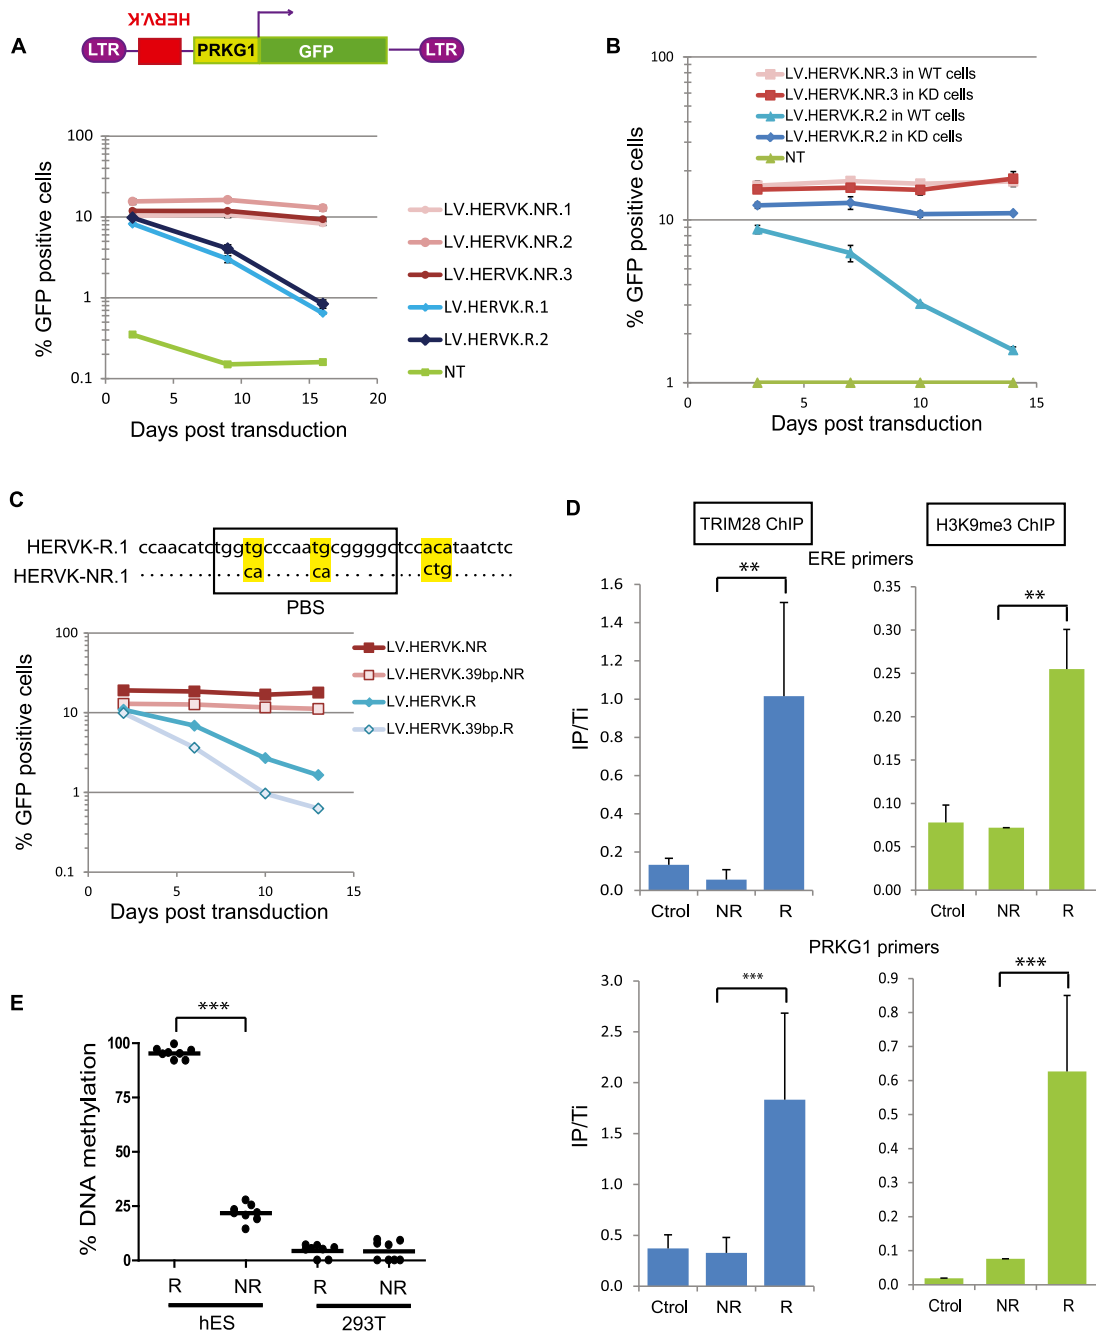 A
HERV.K
LTR
PRKG1
GFP
LTR
% GFP positive cells
100
10
1
0.1
0
5
10
15
20
Days post transduction
LV.HERVK.NR.1
LV.HERVK.NR.2
LV.HERVK.NR.3
LV.HERVK.R.1
LV.HERVK.R.2
NT
B
% GFP positive cells
100
10
1
0
5
10
15
Days post transduction
LV.HERVK.NR.3 in WT cells
LV.HERVK.NR.3 in KD cells
LV.HERVK.R.2 in WT cells
LV.HERVK.R.2 in KD cells
NT
C
HERVK-R.1 ccaacatctggtgcccaatgcggggctccacataatctc
HERVK-NR.1 ............ca......ca..........ctg........
PBS
% GFP positive cells
100
10
1
0.1
0
5
10
15
Days post transduction
LV.HERVK.NR
LV.HERVK.39bp.NR
LV.HERVK.R
LV.HERVK.39bp.R
D
TRIM28 ChIP
H3K9me3 ChIP
ERE primers
IP/Ti
1.6
1.4
1.2
1.0
0.8
0.6
0.4
0.2
0.0
**
Ctrol
NR
R
0.35
0.30
0.25
0.20
0.15
0.10
0.05
0.00
**
Ctrol
NR
R
PRKG1 primers
IP/Ti
3.0
2.5
2.0
1.5
1.0
0.5
0.0
***
Ctrol
NR
R
0.9
0.8
0.7
0.6
0.5
0.4
0.3
0.2
0.1
0.0
***
Ctrol
NR
R
E
% DNA methylation
100
75
50
25
0
***
R
NR
R
NR
hES
293T